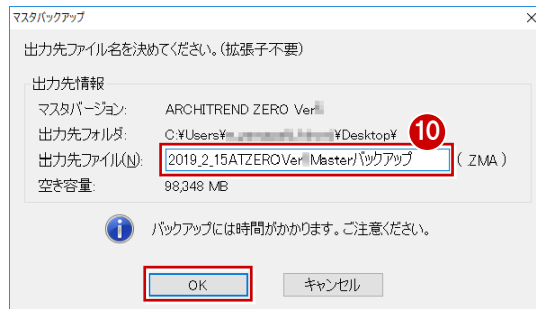 マスタバックアップ
出力先ファイル名を決めてください。(拡張子不要)
出力先情報
マスタバージョン: ARCHITREND ZERO Ver
出力先フォルダ: C:¥Users¥ ¥Desktop¥
10
出力先ファイル(N): 2019_2_15ATZEROVer Masterバックアップ ( ZMA )
空き容量: 98,348 MB
バックアップには時間がかかります。ご注意ください。
OK キャンセル